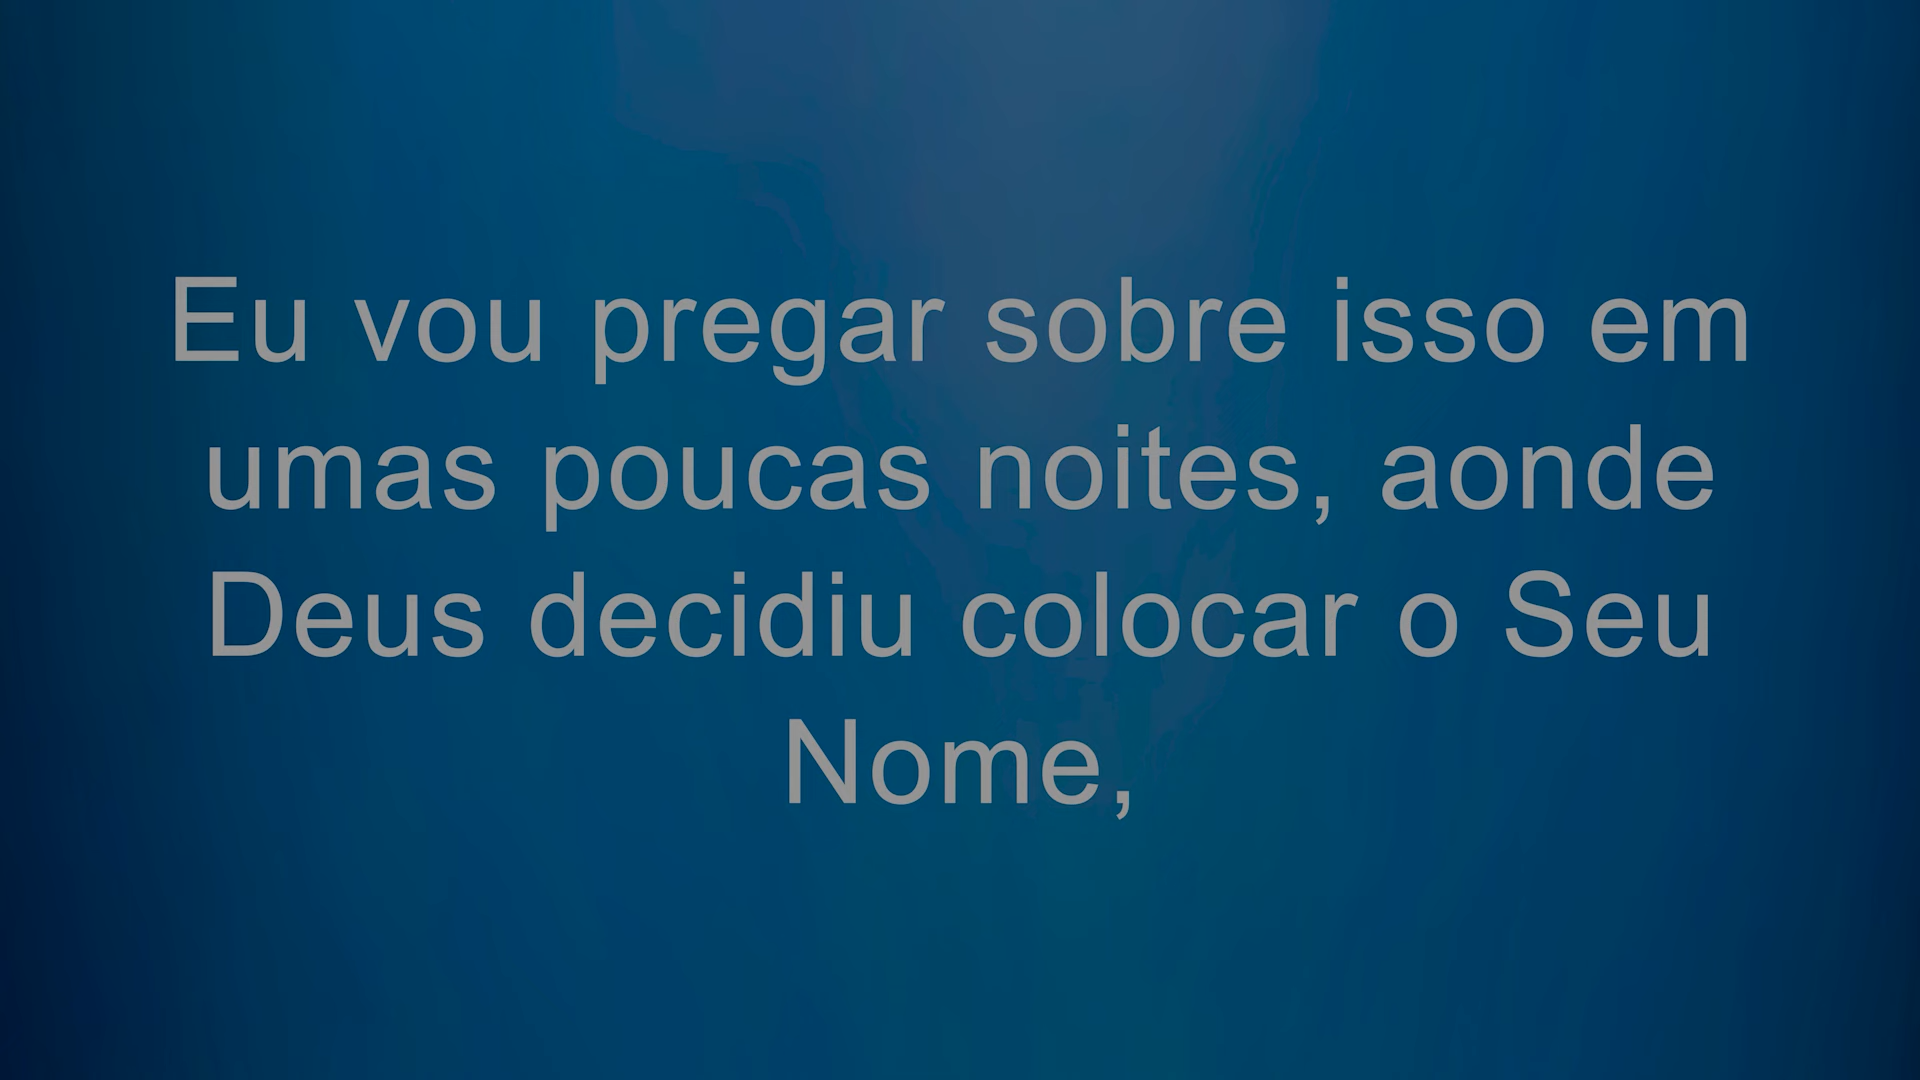 Eu vou pregar sobre isso em
umas poucas noites, aonde
Deus decidiu colocar o Seu
Nome,